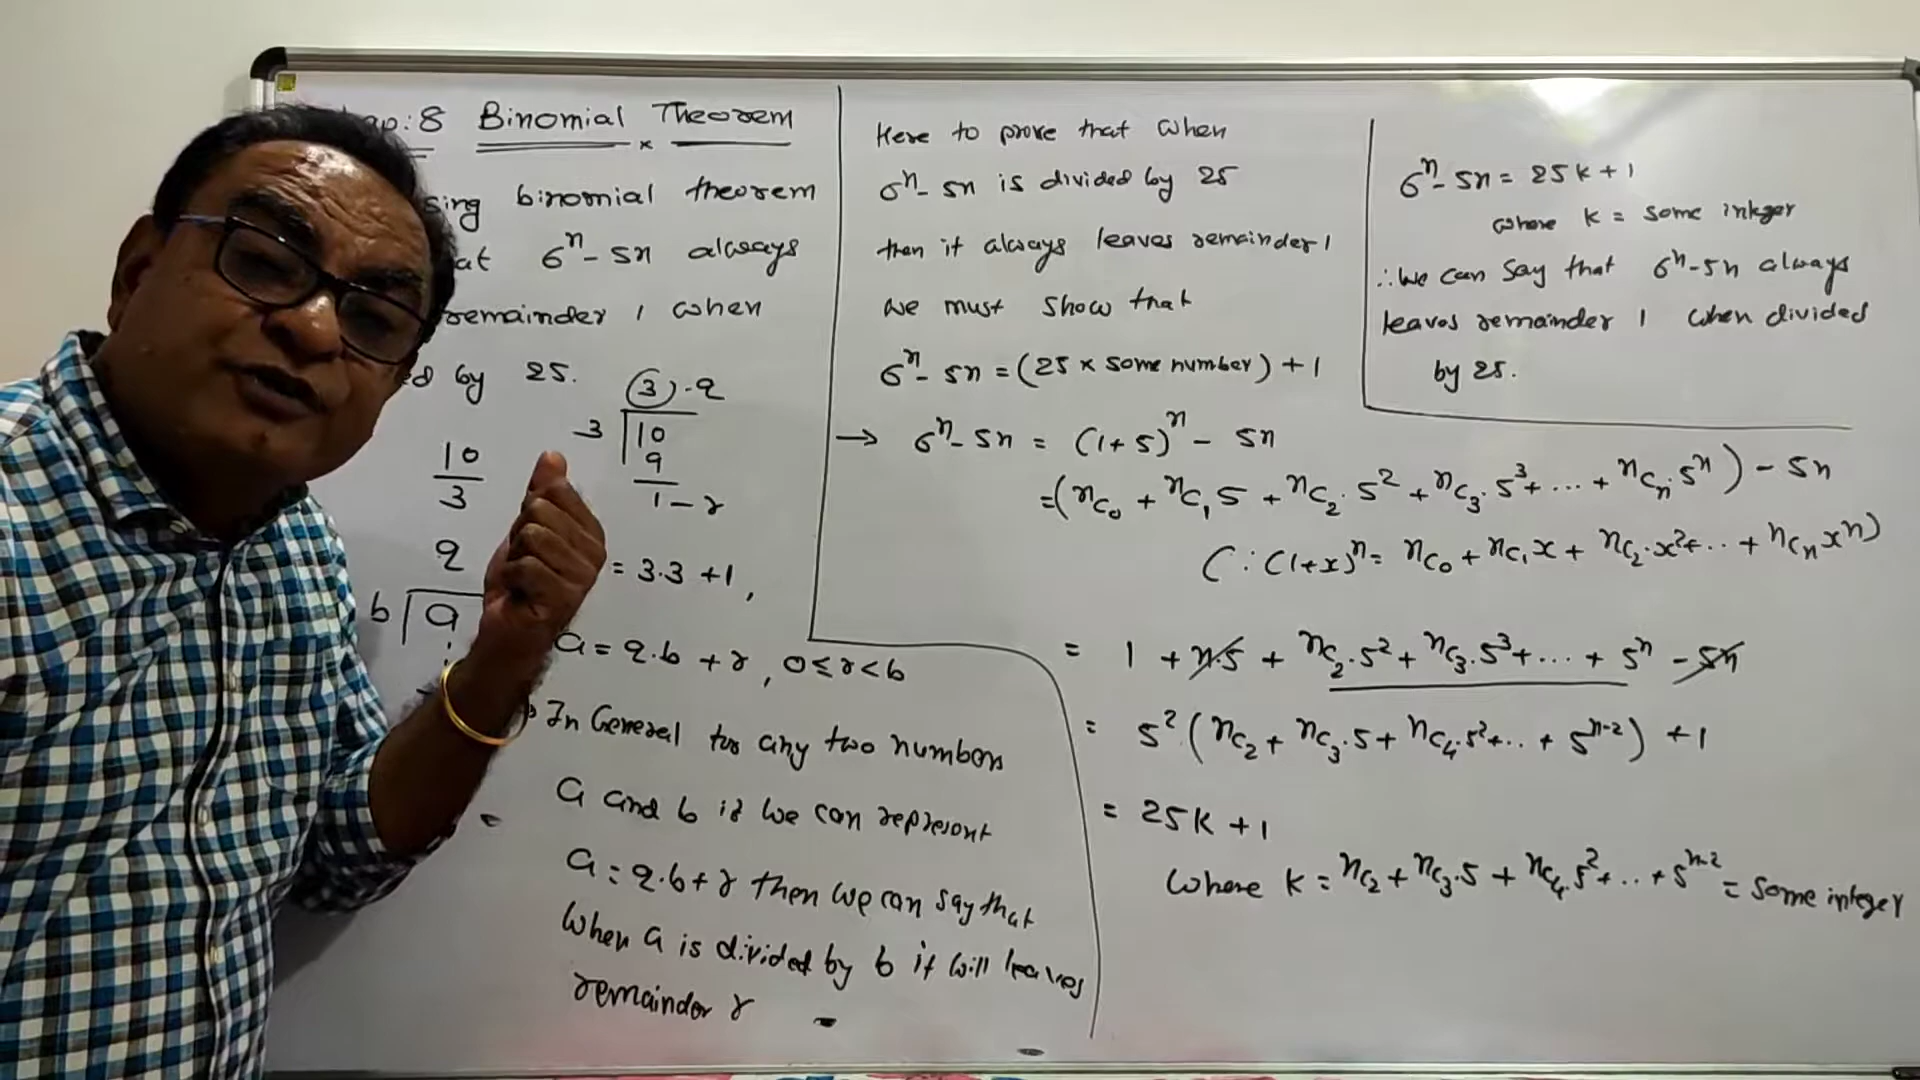 ap:8 Binomial Theorem
sing binomial theorem
at 6ⁿ - 5n always
remainder 1 when
ed by 25.
3 · q
3 10
9
1 - r
10
3
= 3.3 + 1,
q
b a
a = q.b + r, 0 ≤ r < b
In General for any two numbers
a and b if we can represent
a = q.b + r then we can say that
when a is divided by b it will leaves
remainder r
Here to prove that when
6ⁿ - 5n is divided by 25
then it always leaves remainder 1
we must show that
6ⁿ - 5n = (25 × some number) + 1
→ 6ⁿ - 5n = (1+5)ⁿ - 5n
= (ⁿC₀ + ⁿC₁5 + ⁿC₂.5² + ⁿC₃.5³ + ... + ⁿCₙ.5ⁿ) - 5n
(∵ (1+x)ⁿ = ⁿC₀ + ⁿC₁x + ⁿC₂.x² + .. + ⁿCₙxⁿ)
= 1 + n.5 + ⁿC₂.5² + ⁿC₃.5³ + ... + 5ⁿ - 5n
= 5².(ⁿC₂ + ⁿC₃.5 + ⁿC₄.5² + .. + 5ⁿ⁻²) + 1
= 25k + 1
where k = ⁿC₂ + ⁿC₃.5 + ⁿC₄.5² + .. + 5ⁿ⁻² = some integer
6ⁿ - 5n = 25k + 1
where k = some integer
∴ we can say that 6ⁿ - 5n always
leaves remainder 1 when divided
by 25.